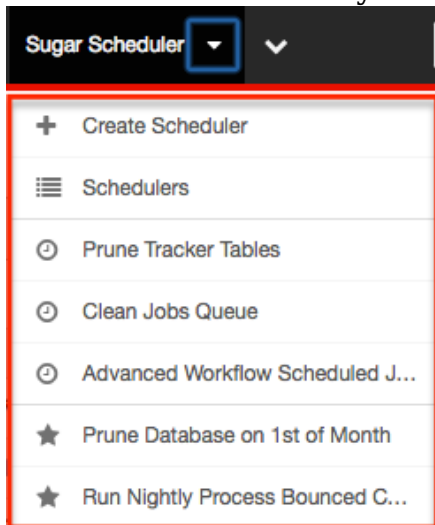 Sugar Scheduler
Create Scheduler
Schedulers
Prune Tracker Tables
Clean Jobs Queue
Advanced Workflow Scheduled J...
Prune Database on 1st of Month
Run Nightly Process Bounced C...